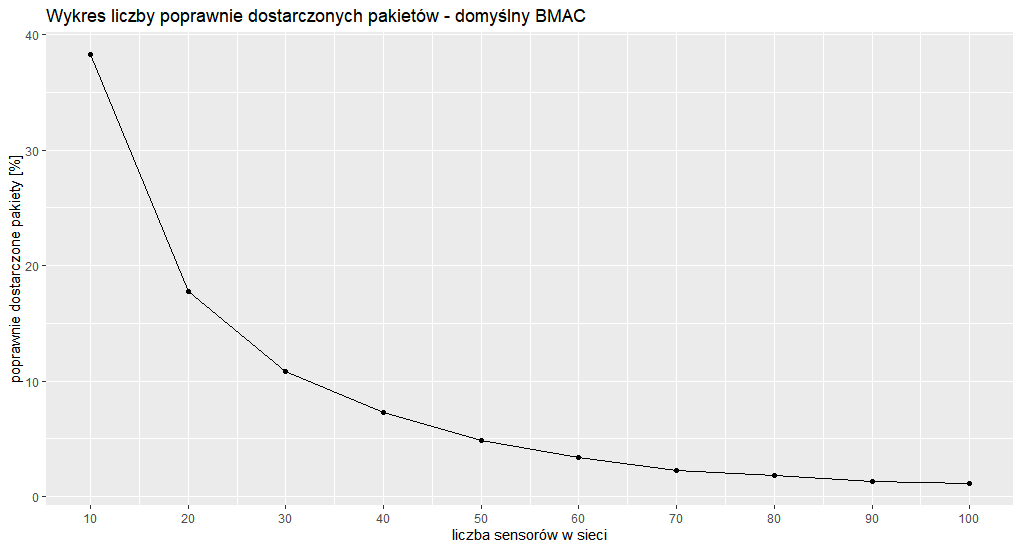 Wykres liczby poprawnie dostarczonych pakietów - domyślny BMAC
poprawnie dostarczone pakiety [%]
40
30
20
10
0
10 20 30 40 50 60 70 80 90 100
liczba sensorów w sieci